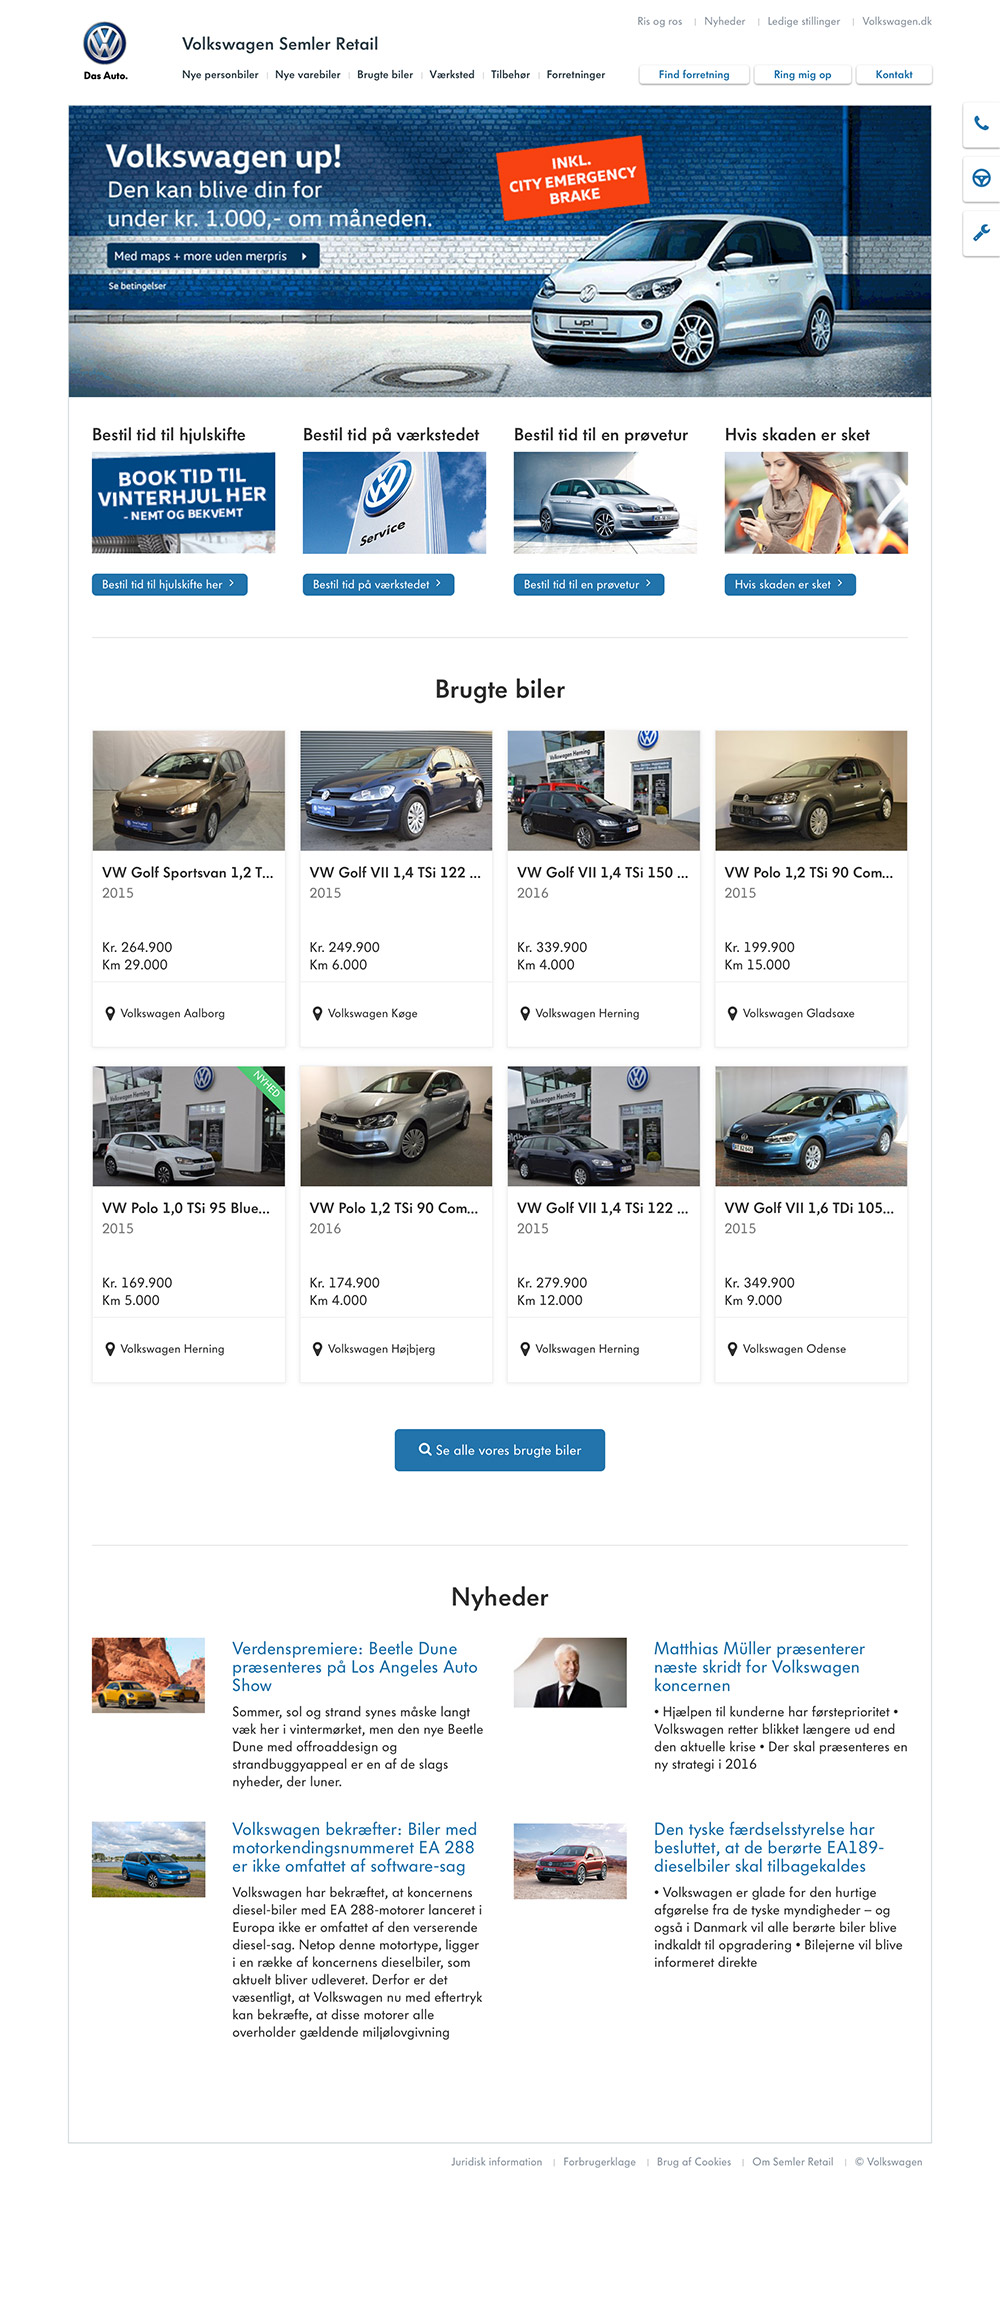 Ris og ros
Nyheder
Ledige stillinger
Volkswagen.dk
Das Auto.
Volkswagen Semler Retail
Nye personbiler
Nye varebiler
Brugte biler
Værksted
Tilbehør
Forretninger
Find forretning
Ring mig op
Kontakt
Volkswagen up!
Den kan blive din for
under kr. 1.000,- om måneden.
Med maps + more uden merpris
Se betingelser
INKL.
CITY EMERGENCY
BRAKE
up!
Bestil tid til hjulskifte
Bestil tid på værkstedet
Bestil tid til en prøvetur
Hvis skaden er sket
BOOK TID TIL
VINTERHJUL HER
- NEMT OG BEKVEMT
Service
Bestil tid til hjulskifte her
Bestil tid på værkstedet
Bestil tid til en prøvetur
Hvis skaden er sket
Brugte biler
Volkswagen Herning
VW Golf Sportsvan 1,2 T...
2015
Kr. 264.900
Km 29.000
Volkswagen Aalborg
VW Golf VII 1,4 TSi 122 ...
2015
Kr. 249.900
Km 6.000
Volkswagen Køge
VW Golf VII 1,4 TSi 150 ...
2016
Kr. 339.900
Km 4.000
Volkswagen Herning
VW Polo 1,2 TSi 90 Com...
2015
Kr. 199.900
Km 15.000
Volkswagen Gladsaxe
Volkswagen Herning
NYHED
VW Polo 1,0 TSi 95 Blue...
2015
Kr. 169.900
Km 5.000
Volkswagen Herning
VW Polo 1,2 TSi 90 Com...
2016
Kr. 174.900
Km 4.000
Volkswagen Højbjerg
VW Golf VII 1,4 TSi 122 ...
2015
Kr. 279.900
Km 12.000
Volkswagen Herning
VW Golf VII 1,6 TDi 105...
2015
Kr. 349.900
Km 9.000
Volkswagen Odense
Se alle vores brugte biler
Nyheder
Verdenspremiere: Beetle Dune
præsenteres på Los Angeles Auto
Show
Sommer, sol og strand synes måske langt
væk her i vintermørket, men den nye Beetle
Dune med offroaddesign og
strandbuggyappeal er en af de slags
nyheder, der luner.
Matthias Müller præsenterer
næste skridt for Volkswagen
koncernen
• Hjælpen til kunderne har førsteprioritet •
Volkswagen retter blikket længere ud end
den aktuelle krise • Der skal præsenteres en
ny strategi i 2016
Volkswagen bekræfter: Biler med
motorkendingsnummeret EA 288
er ikke omfattet af software-sag
Volkswagen har bekræftet, at koncernens
diesel-biler med EA 288-motorer lanceret i
Europa ikke er omfattet af den verserende
diesel-sag. Netop denne motortype, ligger
i en række af koncernens dieselbiler, som
aktuelt bliver udleveret. Derfor er det
væsentligt, at Volkswagen nu med eftertryk
kan bekræfte, at disse motorer alle
overholder gældende miljølovgivning
Den tyske færdselsstyrelse har
besluttet, at de berørte EA189-
dieselbiler skal tilbagekaldes
• Volkswagen er glade for den hurtige
afgørelse fra de tyske myndigheder – og
også i Danmark vil alle berørte biler blive
indkaldt til opgradering • Bilejerne vil blive
informeret direkte
Juridisk information
Forbrugerklage
Brug af Cookies
Om Semler Retail
© Volkswagen